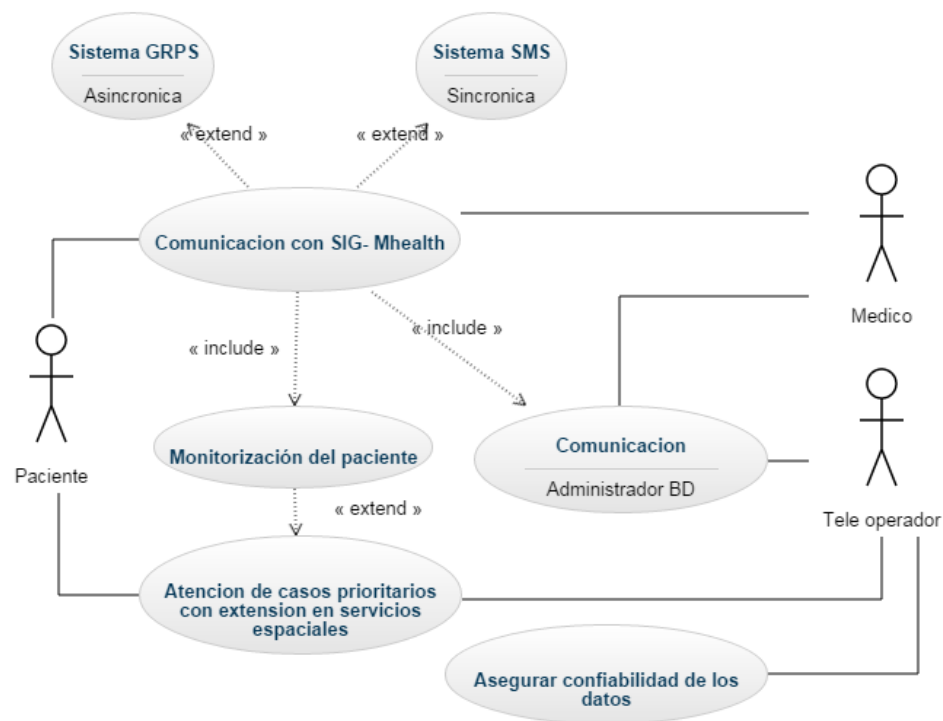 Sistema GRPS
Asincronica
Sistema SMS
Sincronica
« extend »
« extend »
Comunicacion con SIG- Mhealth
Medico
« include »
« include »
Paciente
Monitorización del paciente
Comunicacion
Administrador BD
Tele operador
« extend »
Atencion de casos prioritarios
con extension en servicios
espaciales
Asegurar confiabilidad de los
datos